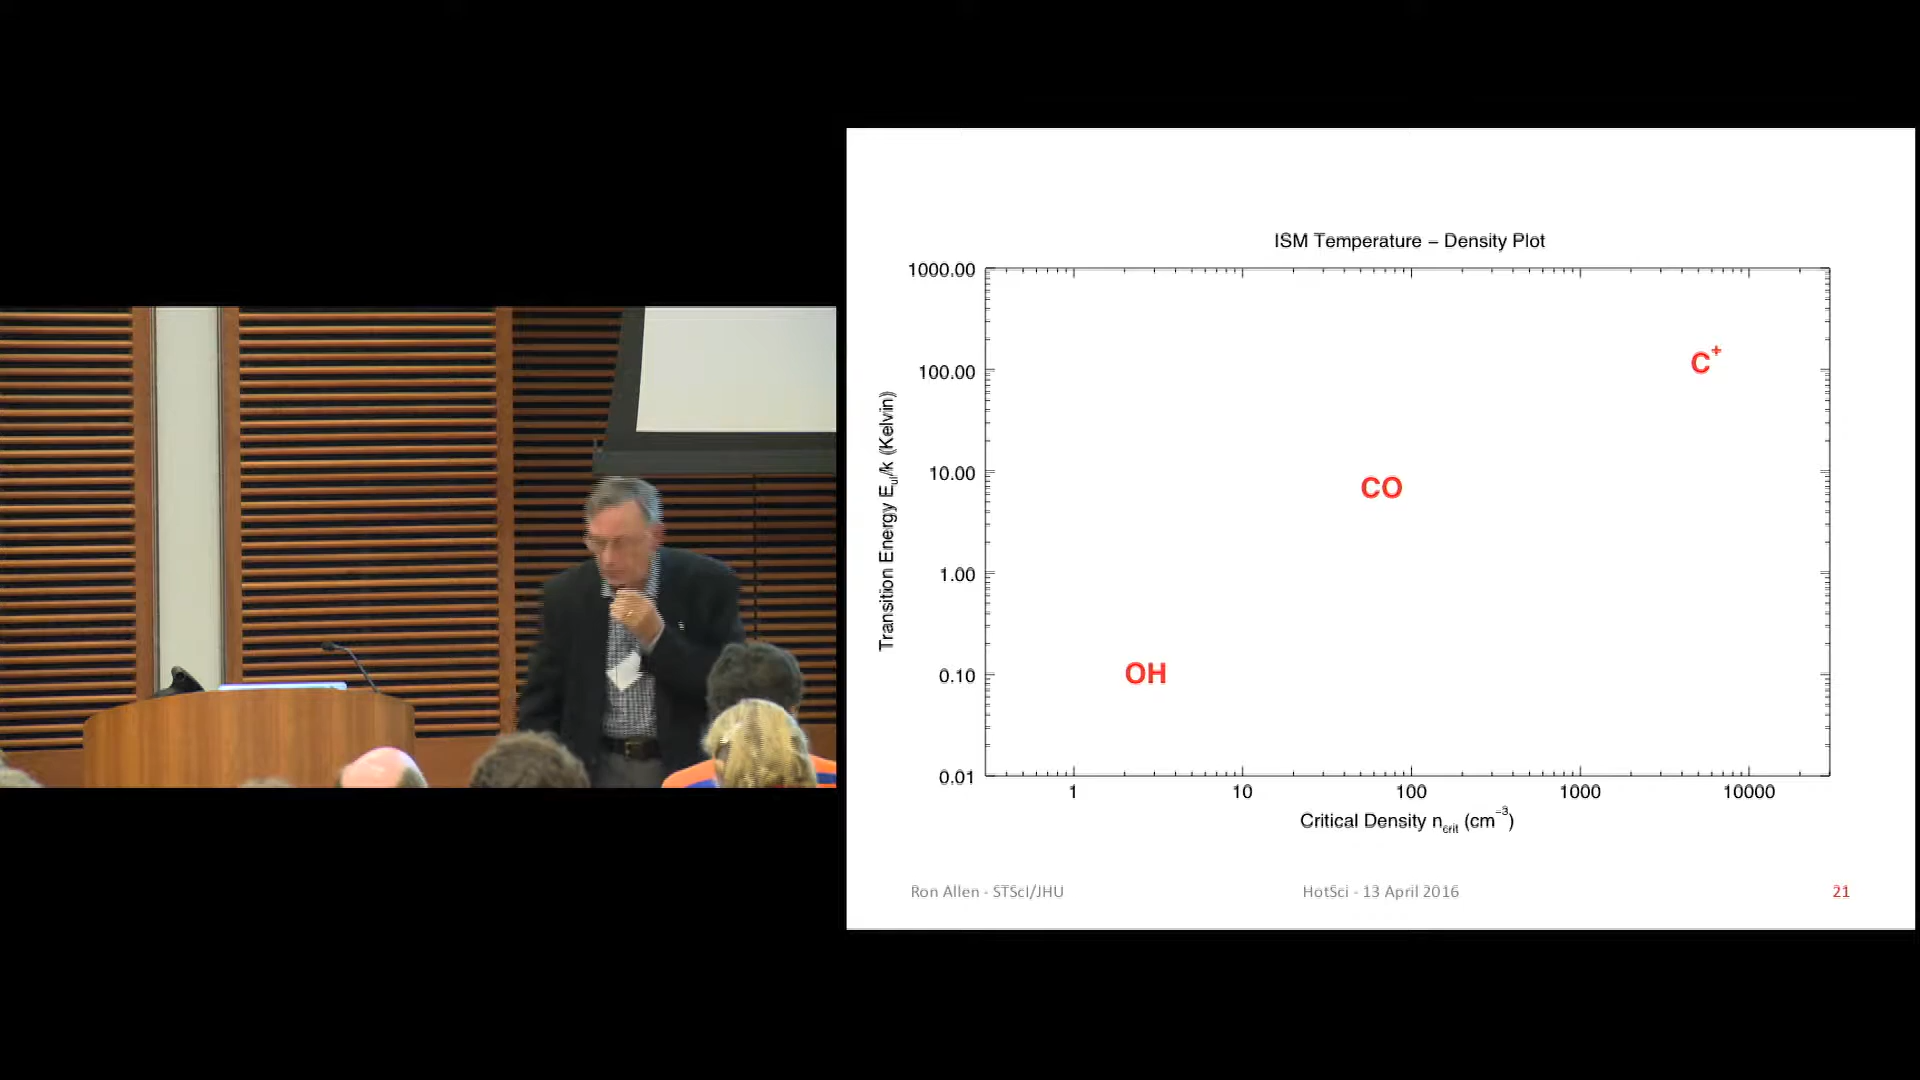 ISM Temperature – Density Plot
1000.00
100.00
10.00
1.00
0.10
0.01
Transition Energy E_ul/k (Kelvin)
C⁺
CO
OH
1 10 100 1000 10000
Critical Density n_crit (cm⁻³)
Ron Allen - STScI/JHU HotSci - 13 April 2016 21